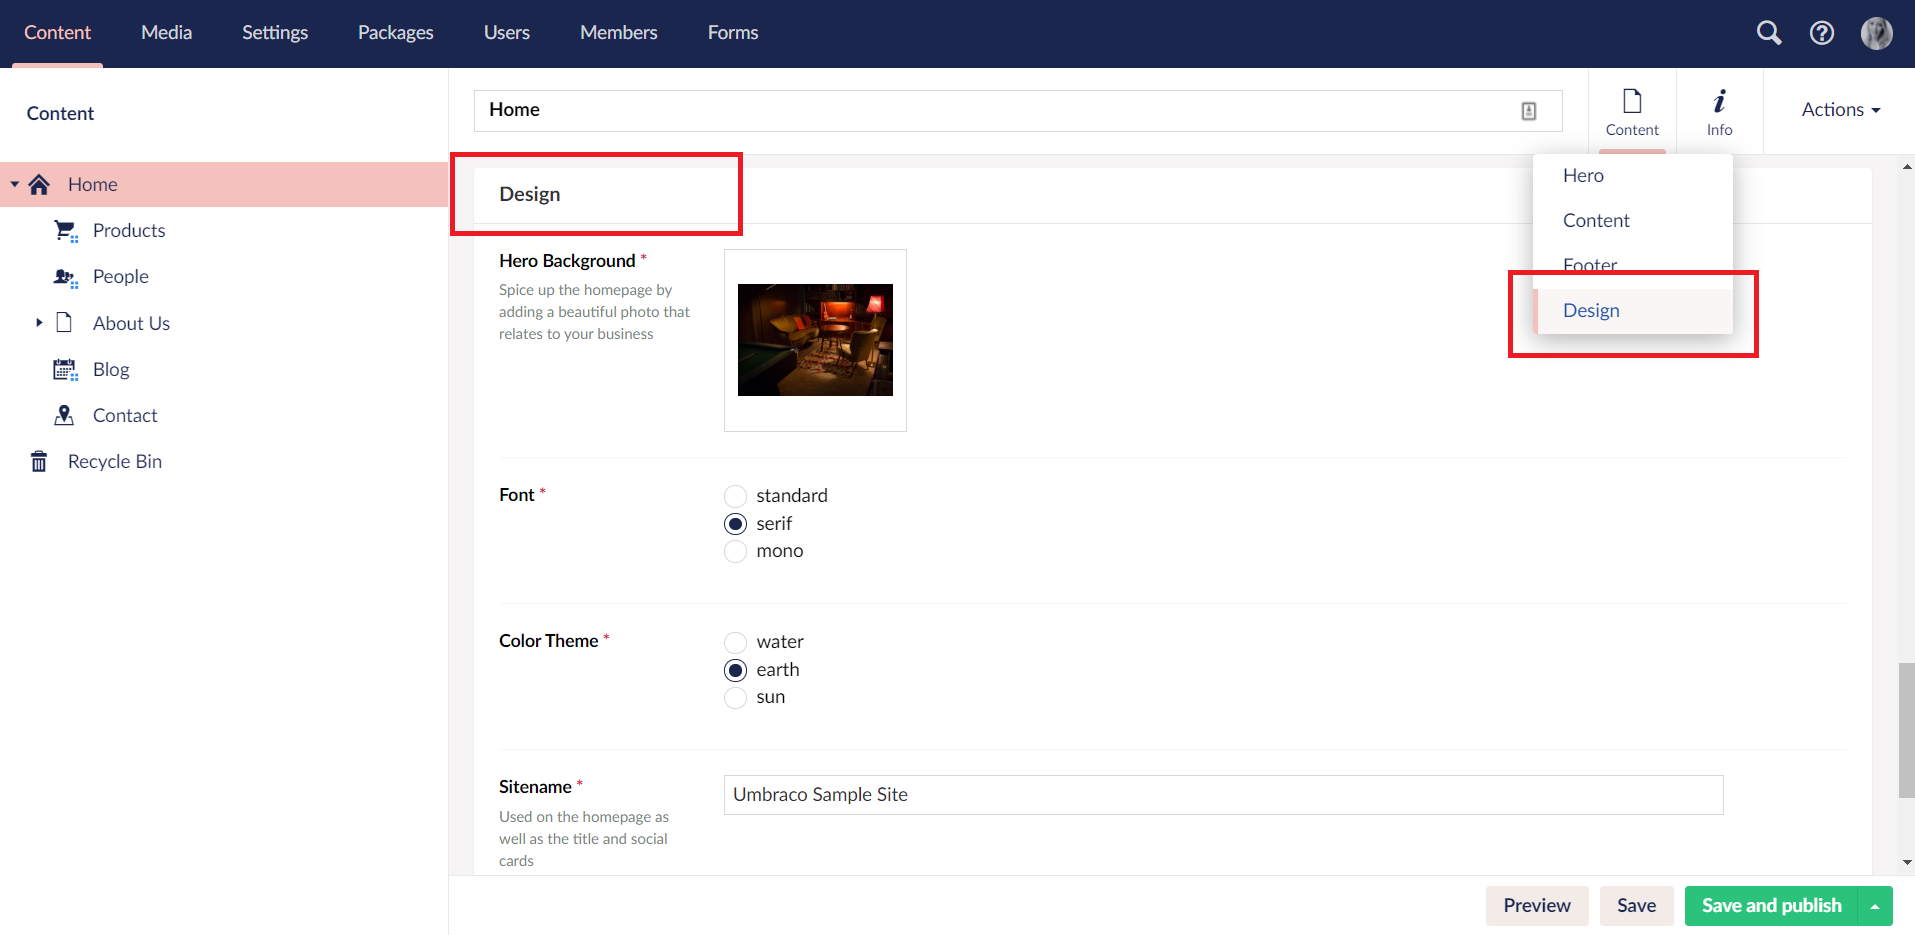 Content Media Settings Packages Users Members Forms
Content
Home
Content
Info
Actions
Home
Products
People
About Us
Blog
Contact
Recycle Bin
Hero
Content
Footer
Design
Design
Hero Background *
Spice up the homepage by
adding a beautiful photo that
relates to your business
Font *
standard
serif
mono
Color Theme *
water
earth
sun
Sitename *
Used on the homepage as
well as the title and social
cards
Umbraco Sample Site
Preview Save Save and publish